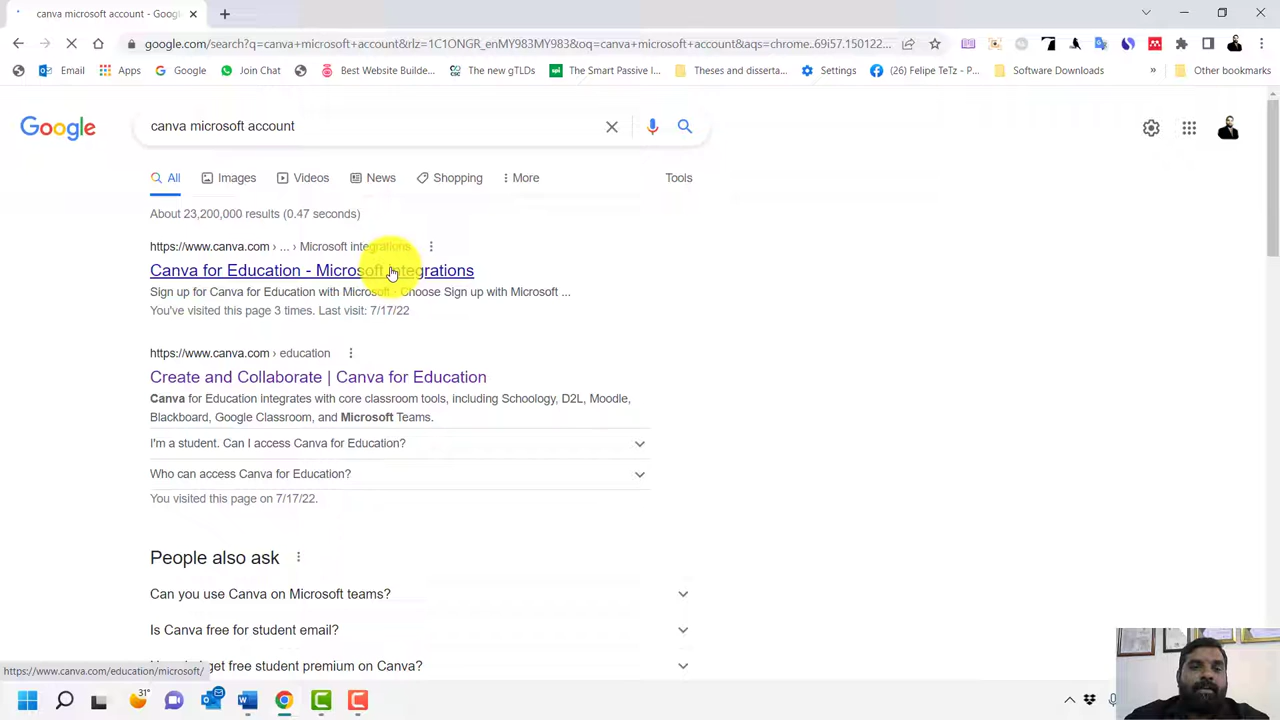 canva microsoft account - Googl
google.com/search?q=canva+microsoft+account&rlz=1C1ONGR_enMY983MY983&oq=canva+microsoft+account&aqs=chrome..69i57.150122...
Email
Apps
Google
Join Chat
Best Website Builde...
The new gTLDs
The Smart Passive I...
Theses and disserta...
Settings
(26) Felipe TeTz - P...
Software Downloads
»
Other bookmarks
Google
canva microsoft account
All
Images
Videos
News
Shopping
More
Tools
About 23,200,000 results (0.47 seconds)
https://www.canva.com › ... › Microsoft integrations
Canva for Education - Microsoft Integrations
Sign up for Canva for Education with Microsoft - Choose Sign up with Microsoft ...
You've visited this page 3 times. Last visit: 7/17/22
https://www.canva.com › education
Create and Collaborate | Canva for Education
Canva for Education integrates with core classroom tools, including Schoology, D2L, Moodle,
Blackboard, Google Classroom, and Microsoft Teams.
I'm a student. Can I access Canva for Education?
Who can access Canva for Education?
You visited this page on 7/17/22.
People also ask
Can you use Canva on Microsoft teams?
Is Canva free for student email?
get free student premium on Canva?
https://www.canva.com/education/microsoft/
31°